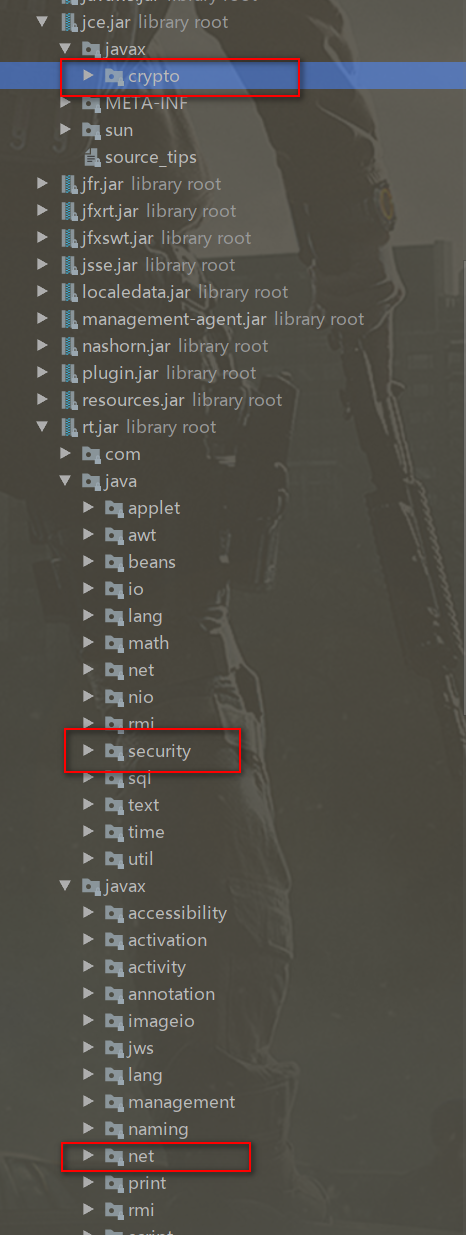 jce.jar library root
javax
crypto
META-INF
sun
source_tips
jfr.jar library root
jfxrt.jar library root
jfxswt.jar library root
jsse.jar library root
localedata.jar library root
management-agent.jar library root
nashorn.jar library root
plugin.jar library root
resources.jar library root
rt.jar library root
com
java
applet
awt
beans
io
lang
math
net
nio
rmi
security
sql
text
time
util
javax
accessibility
activation
activity
annotation
imageio
jws
lang
management
naming
net
print
rmi